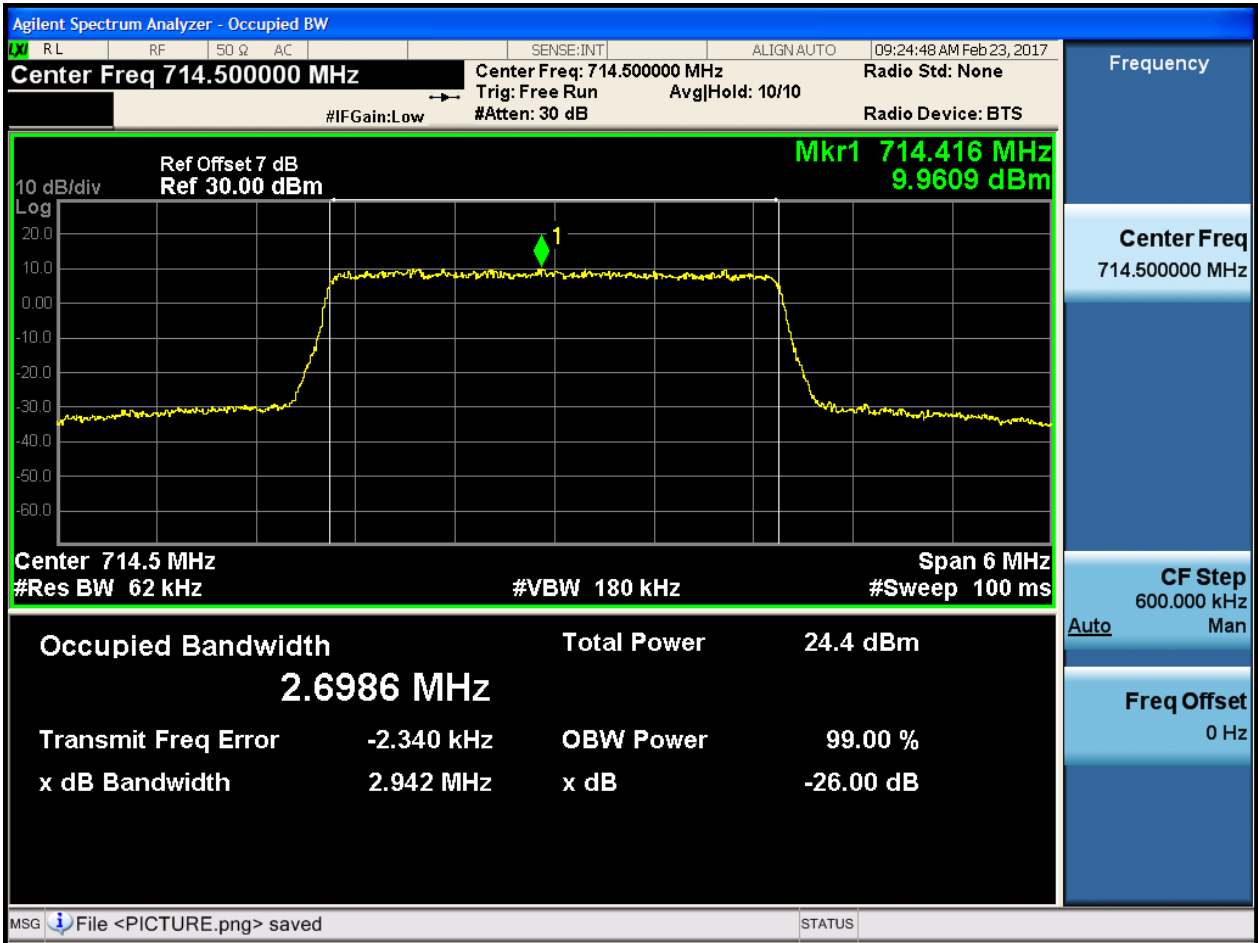 Agilent Spectrum Analyzer - Occupied BW
LXI RL RF 50 Ω AC SENSE:INT ALIGN AUTO 09:24:48 AM Feb 23, 2017
Center Freq 714.500000 MHz
Center Freq: 714.500000 MHz Radio Std: None
Trig: Free Run Avg|Hold: 10/10
#IFGain:Low #Atten: 30 dB Radio Device: BTS
Mkr1 714.416 MHz
9.9609 dBm
Ref Offset 7 dB
10 dB/div Ref 30.00 dBm
Log
20.0
10.0
0.00
-10.0
-20.0
-30.0
-40.0
-50.0
-60.0
1
Center 714.5 MHz Span 6 MHz
#Res BW 62 kHz #VBW 180 kHz #Sweep 100 ms
Occupied Bandwidth Total Power 24.4 dBm
2.6986 MHz
Transmit Freq Error -2.340 kHz OBW Power 99.00 %
x dB Bandwidth 2.942 MHz x dB -26.00 dB
Frequency
Center Freq
714.500000 MHz
CF Step
600.000 kHz
Auto Man
Freq Offset
0 Hz
MSG File <PICTURE.png> saved STATUS